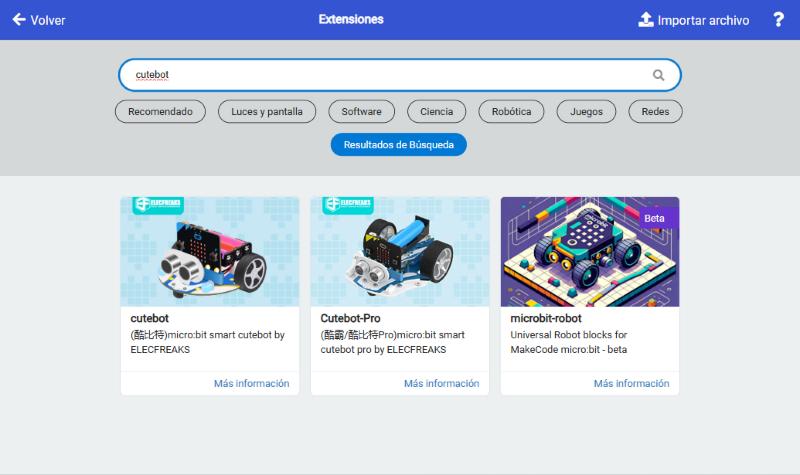 Volver
Extensiones
Importar archivo
?
cutebot
Recomendado
Luces y pantalla
Software
Ciencia
Robótica
Juegos
Redes
Resultados de Búsqueda
ELECFREAKS
ELECFREAKS
microbit
Beta
cutebot
(酷比特)micro:bit smart cutebot by
ELECFREAKS
Más información
Cutebot-Pro
(酷霸/酷比特Pro)micro:bit smart
cutebot pro by ELECFREAKS
Más información
microbit-robot
Universal Robot blocks for
MakeCode micro:bit - beta
Más información